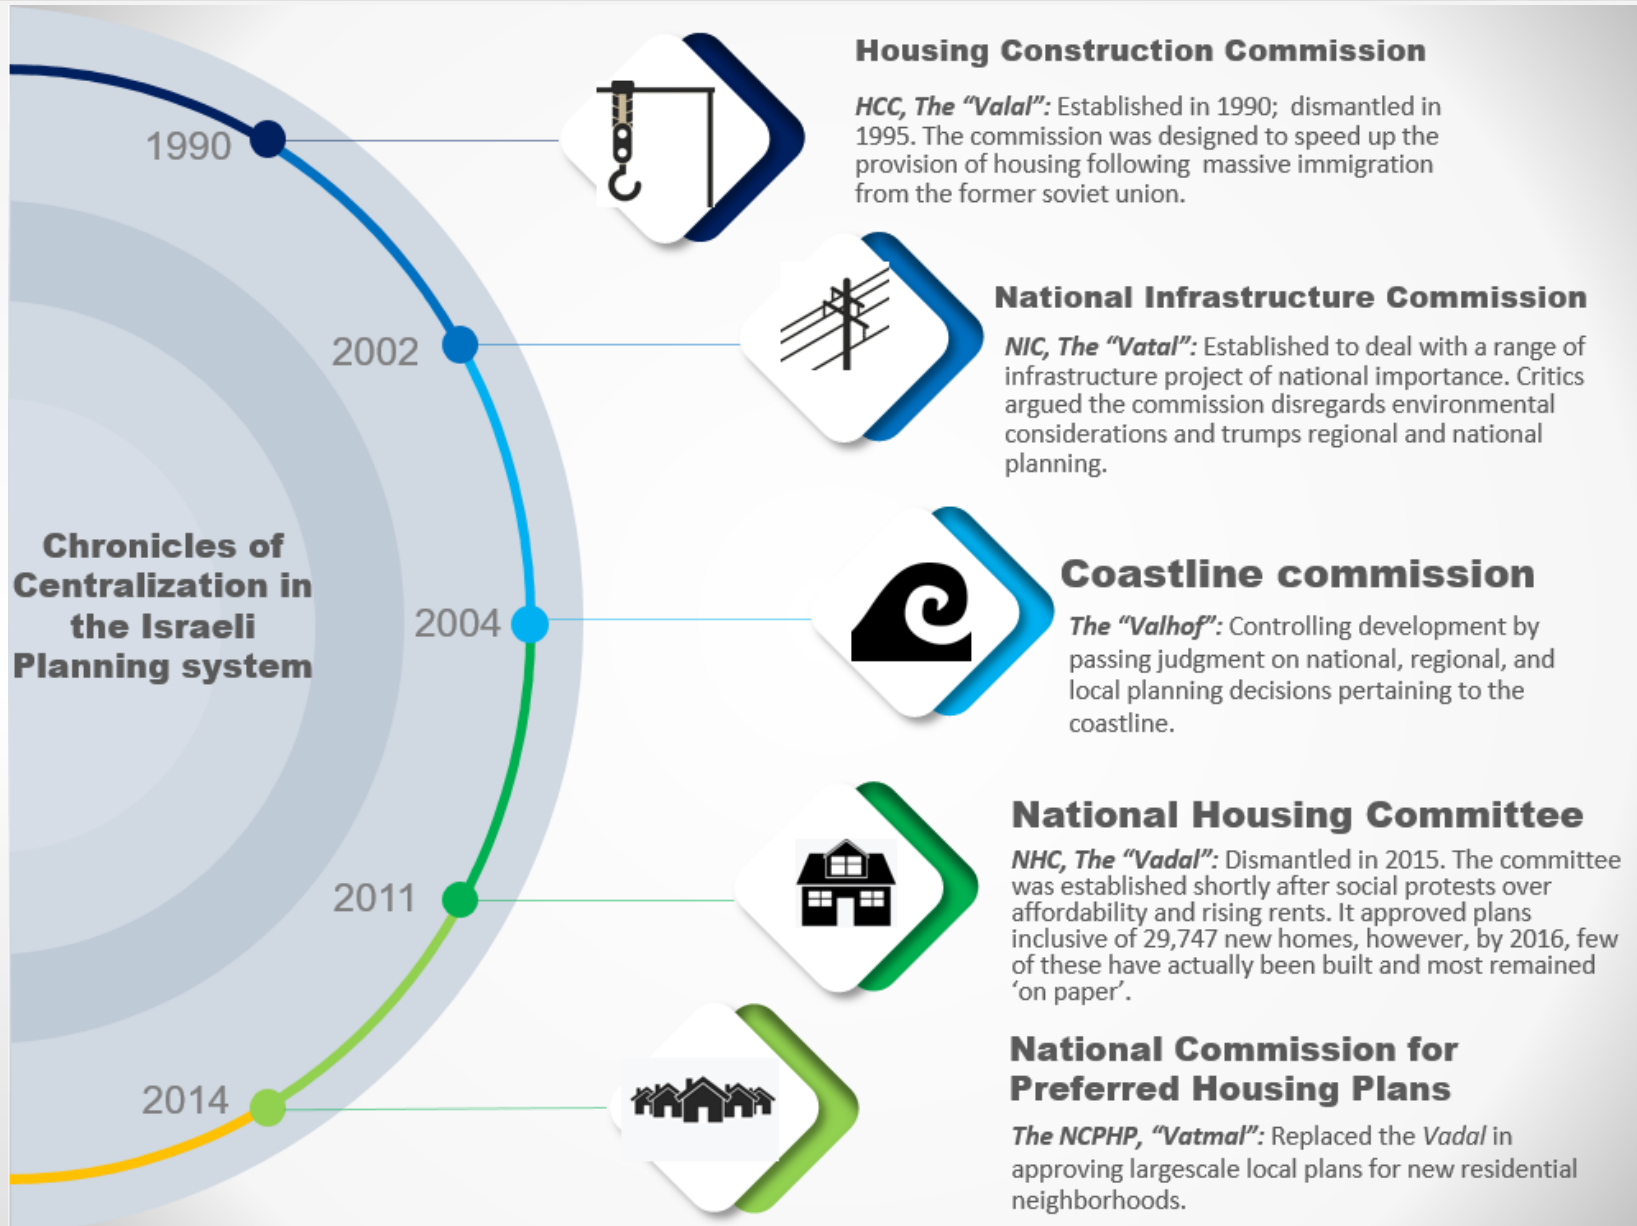 Chronicles of
Centralization in
the Israeli
Planning system
1990
Housing Construction Commission
HCC, The “Valal”: Established in 1990;  dismantled in
1995. The commission was designed to speed up the
provision of housing following  massive immigration
from the former soviet union.
2002
National Infrastructure Commission
NIC, The “Vatal”: Established to deal with a range of
infrastructure project of national importance. Critics
argued the commission disregards environmental
considerations and trumps regional and national
planning.
2004
Coastline commission
The “Valhof”: Controlling development by
passing judgment on national, regional, and
local planning decisions pertaining to the
coastline.
2011
National Housing Committee
NHC, The “Vadal”: Dismantled in 2015. The committee
was established shortly after social protests over
affordability and rising rents. It approved plans
inclusive of 29,747 new homes, however, by 2016, few
of these have actually been built and most remained
‘on paper’.
2014
National Commission for
Preferred Housing Plans
The NCPHP, “Vatmal”: Replaced the Vadal in
approving largescale local plans for new residential
neighborhoods.